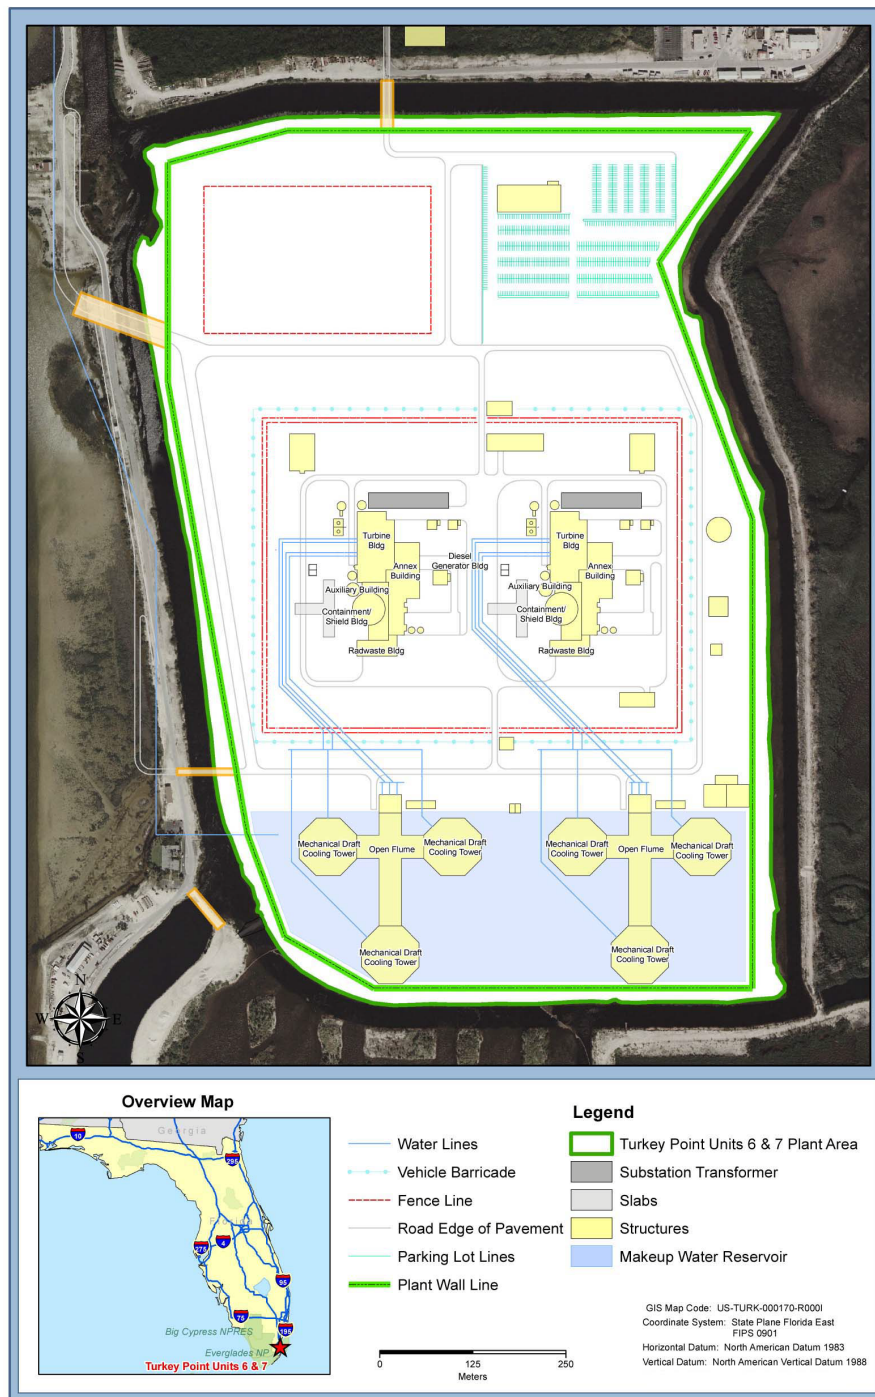 Turbine
Bldg
Annex
Building
Diesel
Generator Bldg
Auxiliary Building
Containment/
Shield Bldg
Radwaste Bldg
Turbine
Bldg
Annex
Building
Auxiliary Building
Containment/
Shield Bldg
Radwaste Bldg
Mechanical Draft
Cooling Tower
Open Flume
Mechanical Draft
Cooling Tower
Mechanical Draft
Cooling Tower
Open Flume
Mechanical Draft
Cooling Tower
Mechanical Draft
Cooling Tower
Mechanical Draft
Cooling Tower
N
W
E
S
Overview Map
Georgia
10
295
Florida
4
275
95
75
195
Big Cypress NPRES
Everglades NP
Turkey Point Units 6 & 7
Legend
Water Lines
Vehicle Barricade
Fence Line
Road Edge of Pavement
Parking Lot Lines
Plant Wall Line
Turkey Point Units 6 & 7 Plant Area
Substation Transformer
Slabs
Structures
Makeup Water Reservoir
0 125 250
Meters
GIS Map Code: US-TURK-000170-R000I
Coordinate System: State Plane Florida East
FIPS 0901
Horizontal Datum: North American Datum 1983
Vertical Datum: North American Vertical Datum 1988